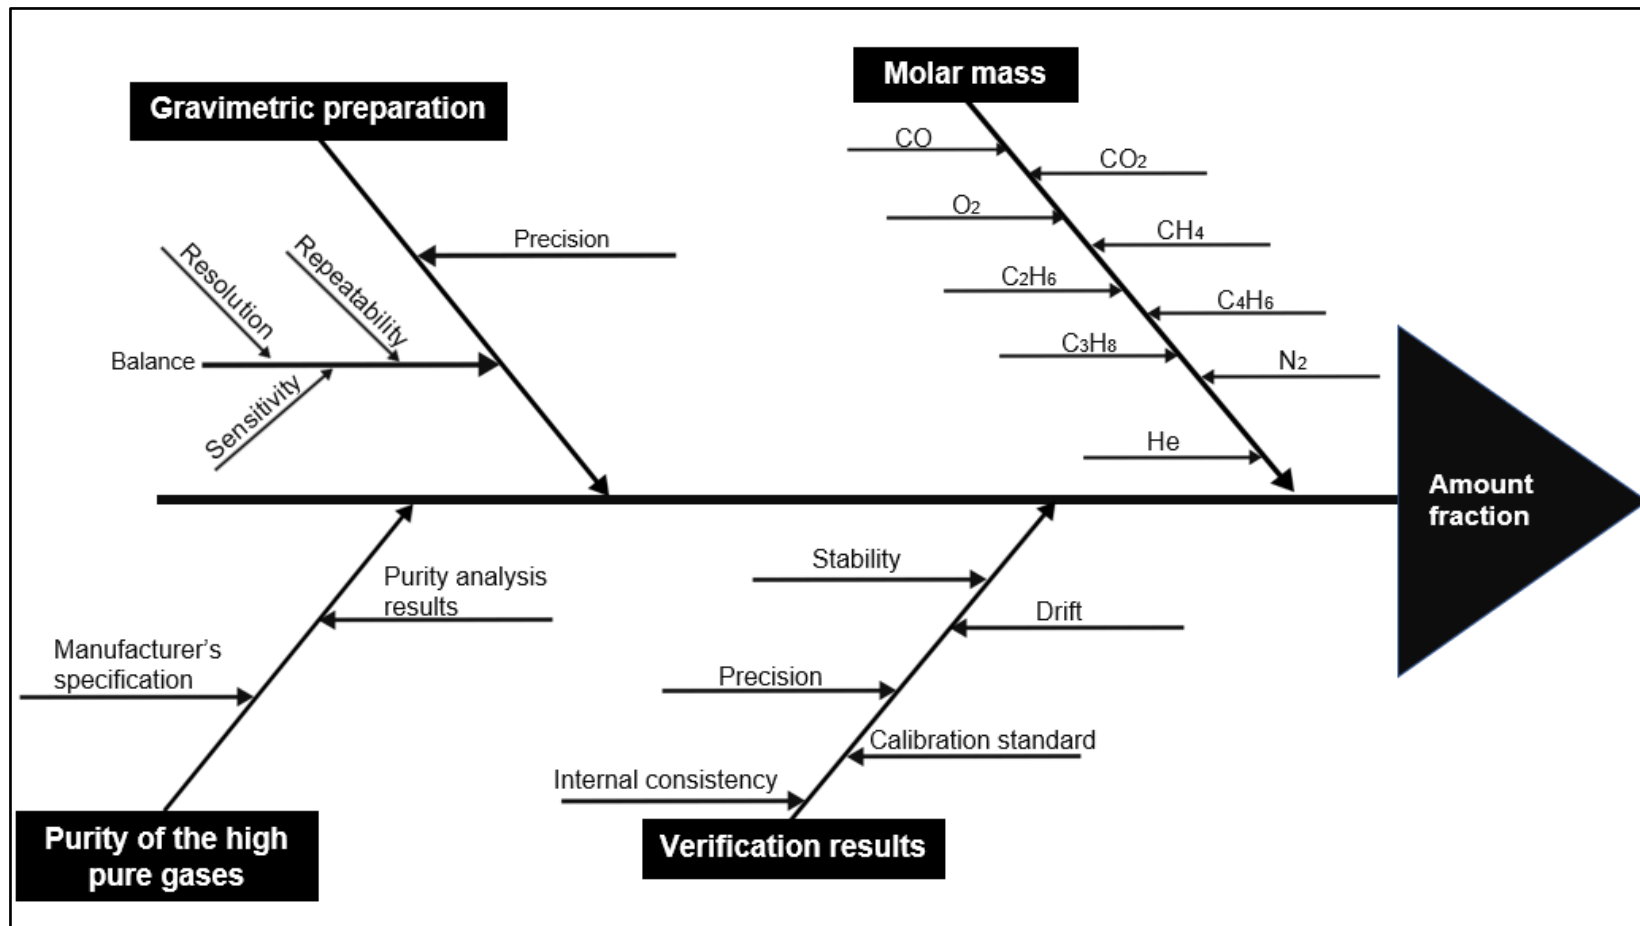 Gravimetric preparation
Precision
Resolution
Repeatability
Balance
Sensitivity
Molar mass
CO
CO₂
O₂
CH₄
C₂H₆
C₄H₆
C₃H₈
N₂
He
Amount
fraction
Purity analysis
results
Manufacturer’s
specification
Purity of the high
pure gases
Stability
Drift
Precision
Calibration standard
Internal consistency
Verification results